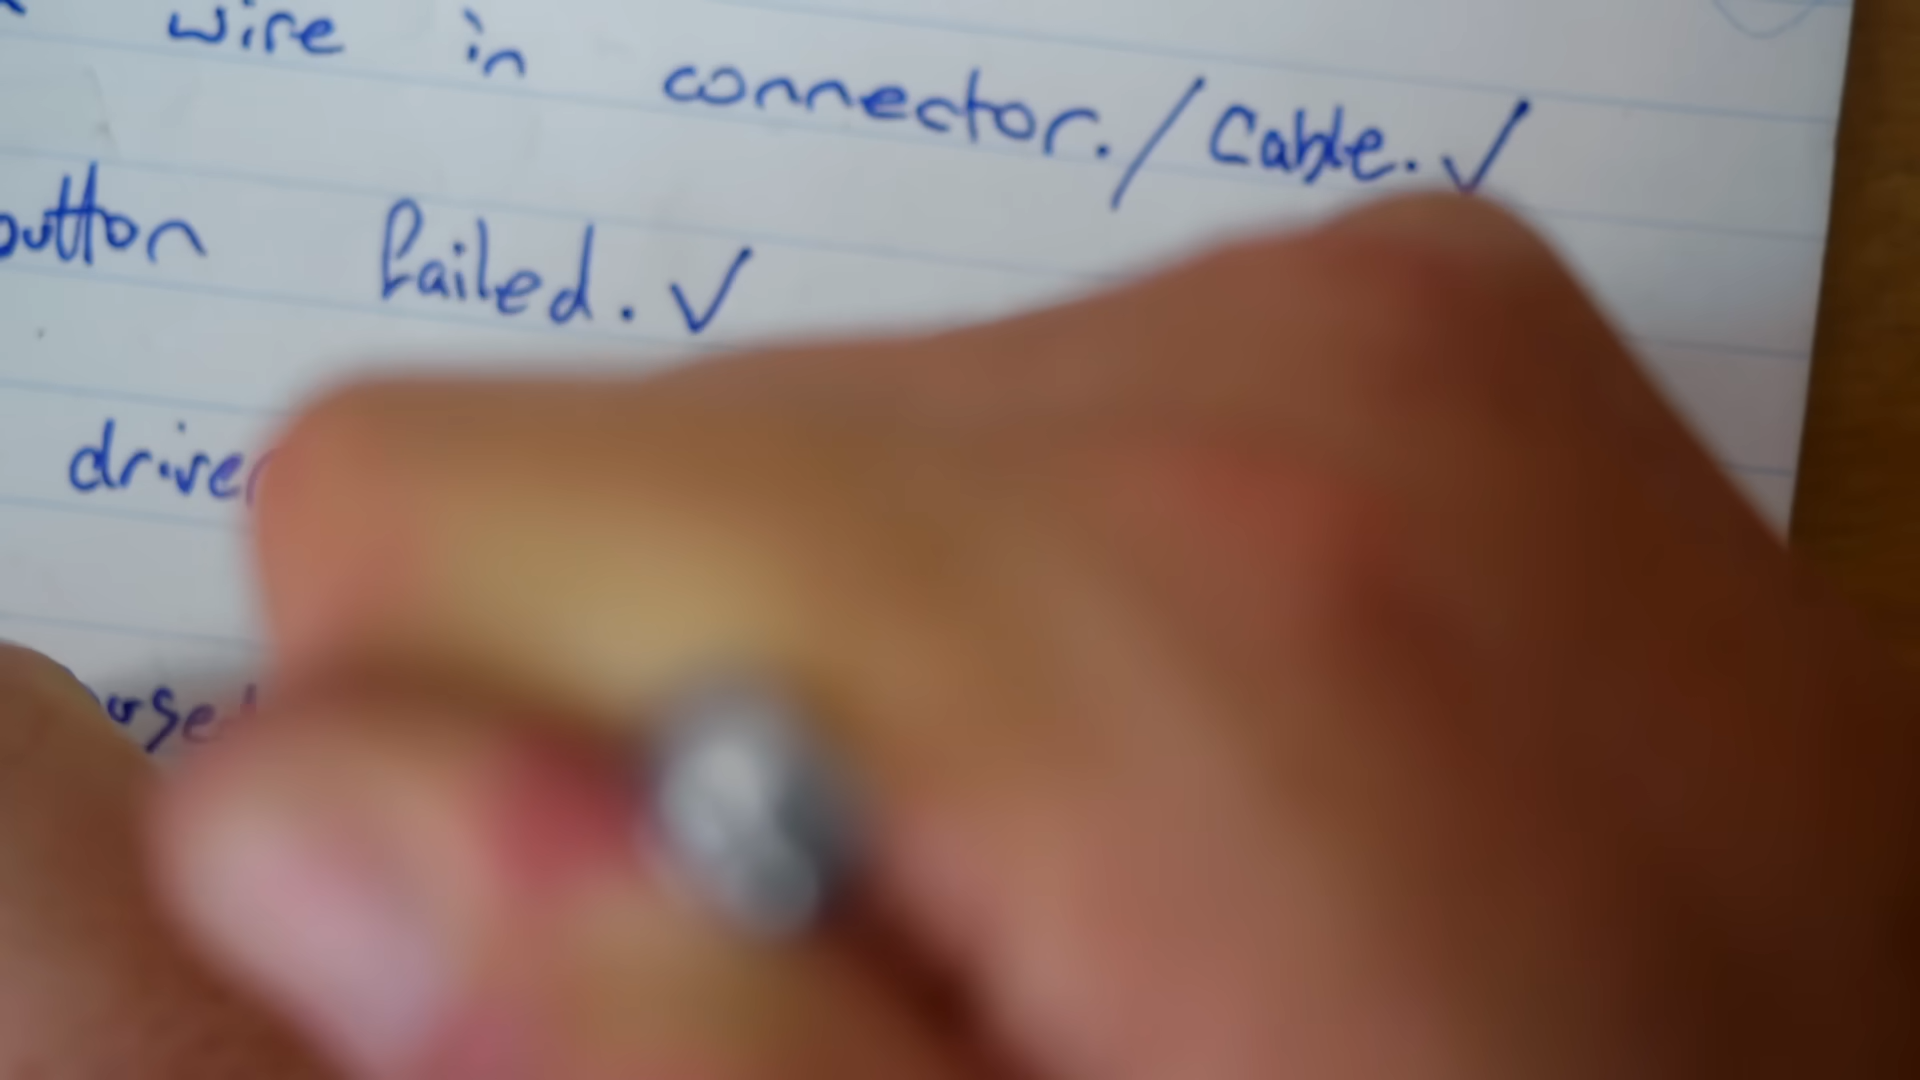 wire in connector./Cable. ✓
button failed. ✓
driver